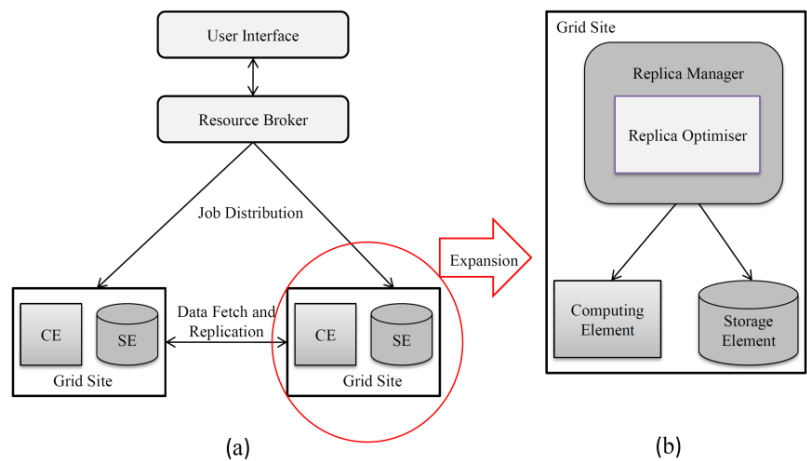 User Interface
Resource Broker
Job Distribution
CE
SE
Grid Site
Data Fetch and
Replication
CE
SE
Grid Site
(a)
Expansion
Grid Site
Replica Manager
Replica Optimiser
Computing
Element
Storage
Element
(b)